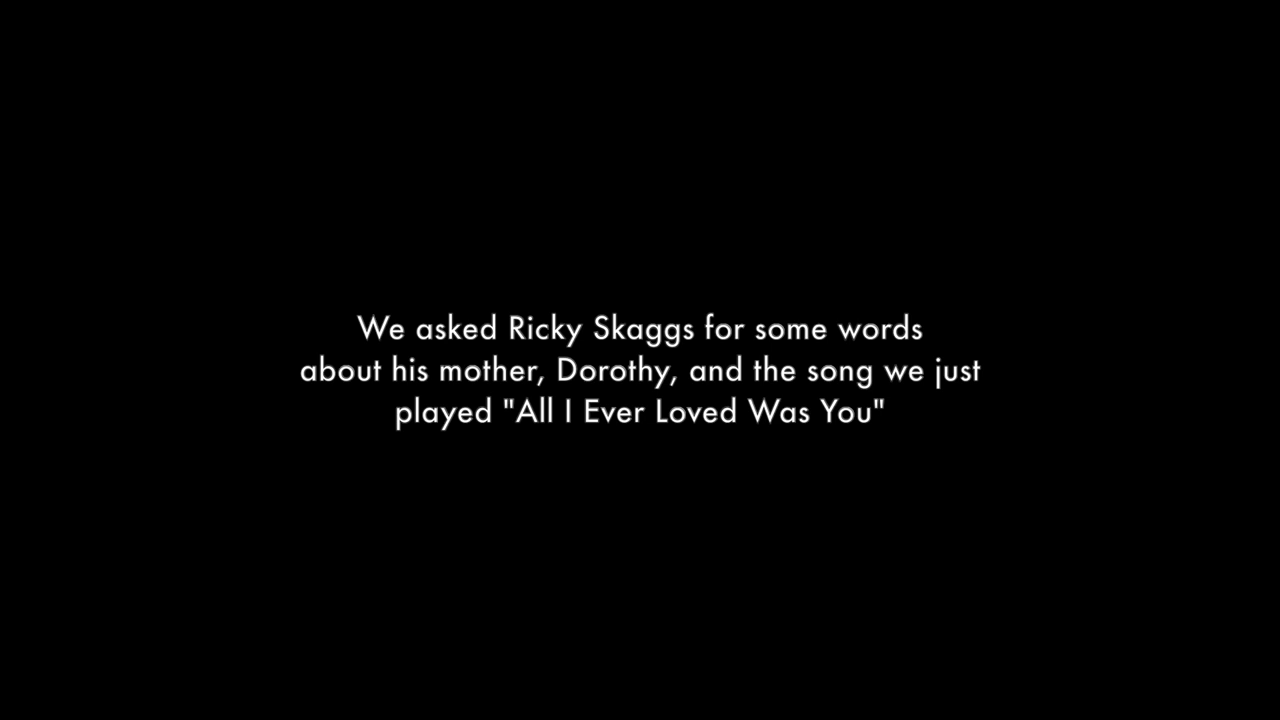 We asked Ricky Skaggs for some words
about his mother, Dorothy, and the song we just
played "All I Ever Loved Was You"